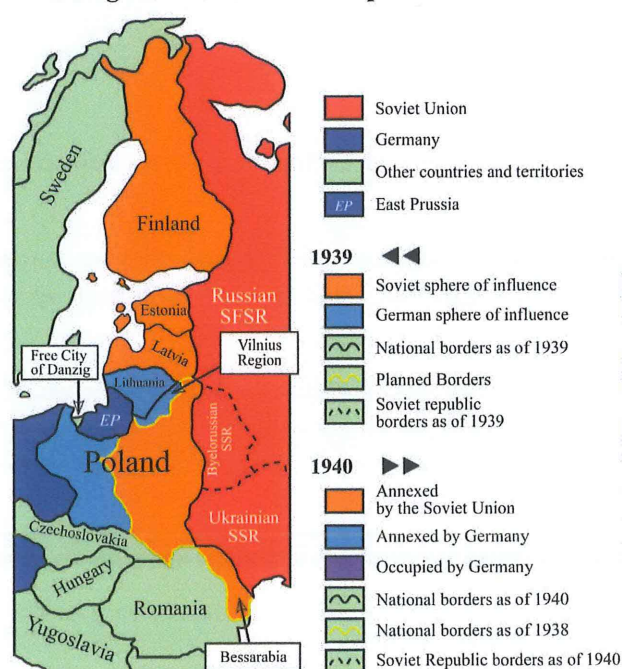 Sweden
Finland
Estonia
Russian
SFSR
Latvia
Vilnius
Region
Free City
of Danzig
Lithuania
EP
Poland
Byelorussian
SSR
Ukrainian
SSR
Czechoslovakia
Hungary
Romania
Yugoslavia
Bessarabia
Soviet Union
Germany
Other countries and territories
EP East Prussia
1939
Soviet sphere of influence
German sphere of influence
National borders as of 1939
Planned Borders
Soviet republic
borders as of 1939
1940
Annexed
by the Soviet Union
Annexed by Germany
Occupied by Germany
National borders as of 1940
National borders as of 1938
Soviet Republic borders as of 1940